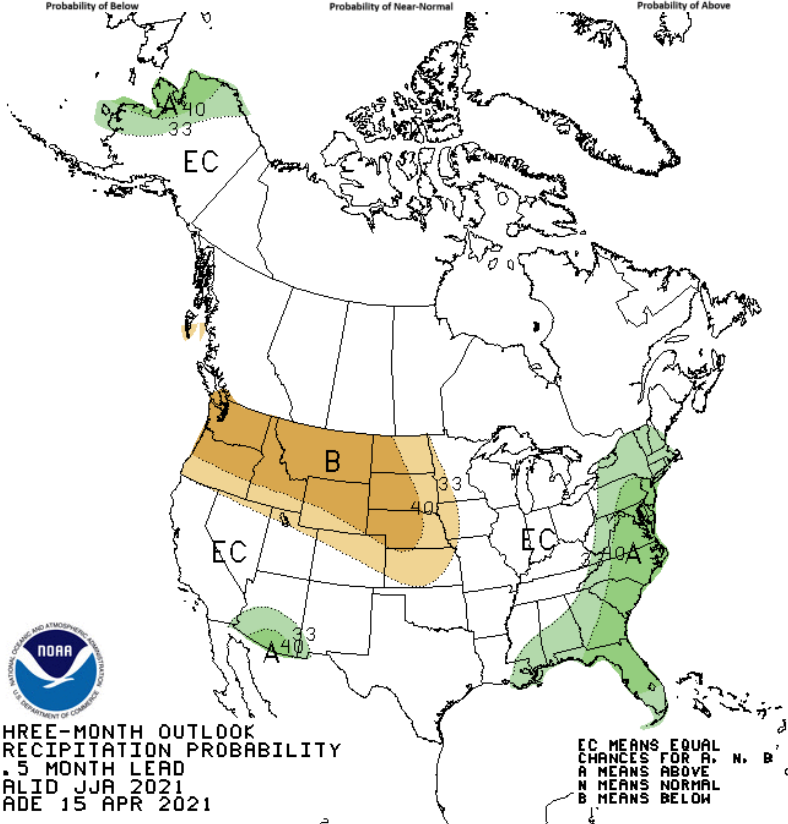 Probability of Below
Probability of Near-Normal
Probability of Above
A 40
33
EC
B
33
40
EC
EC
33 40 A
33
A 40
NATIONAL OCEANIC AND ATMOSPHERIC ADMINISTRATION
NOAA
U.S. DEPARTMENT OF COMMERCE
HREE-MONTH OUTLOOK
RECIPITATION PROBABILITY
.5 MONTH LEAD
ALID JJA 2021
ADE 15 APR 2021
EC MEANS EQUAL
CHANCES FOR A, N, B
A MEANS ABOVE
N MEANS NORMAL
B MEANS BELOW